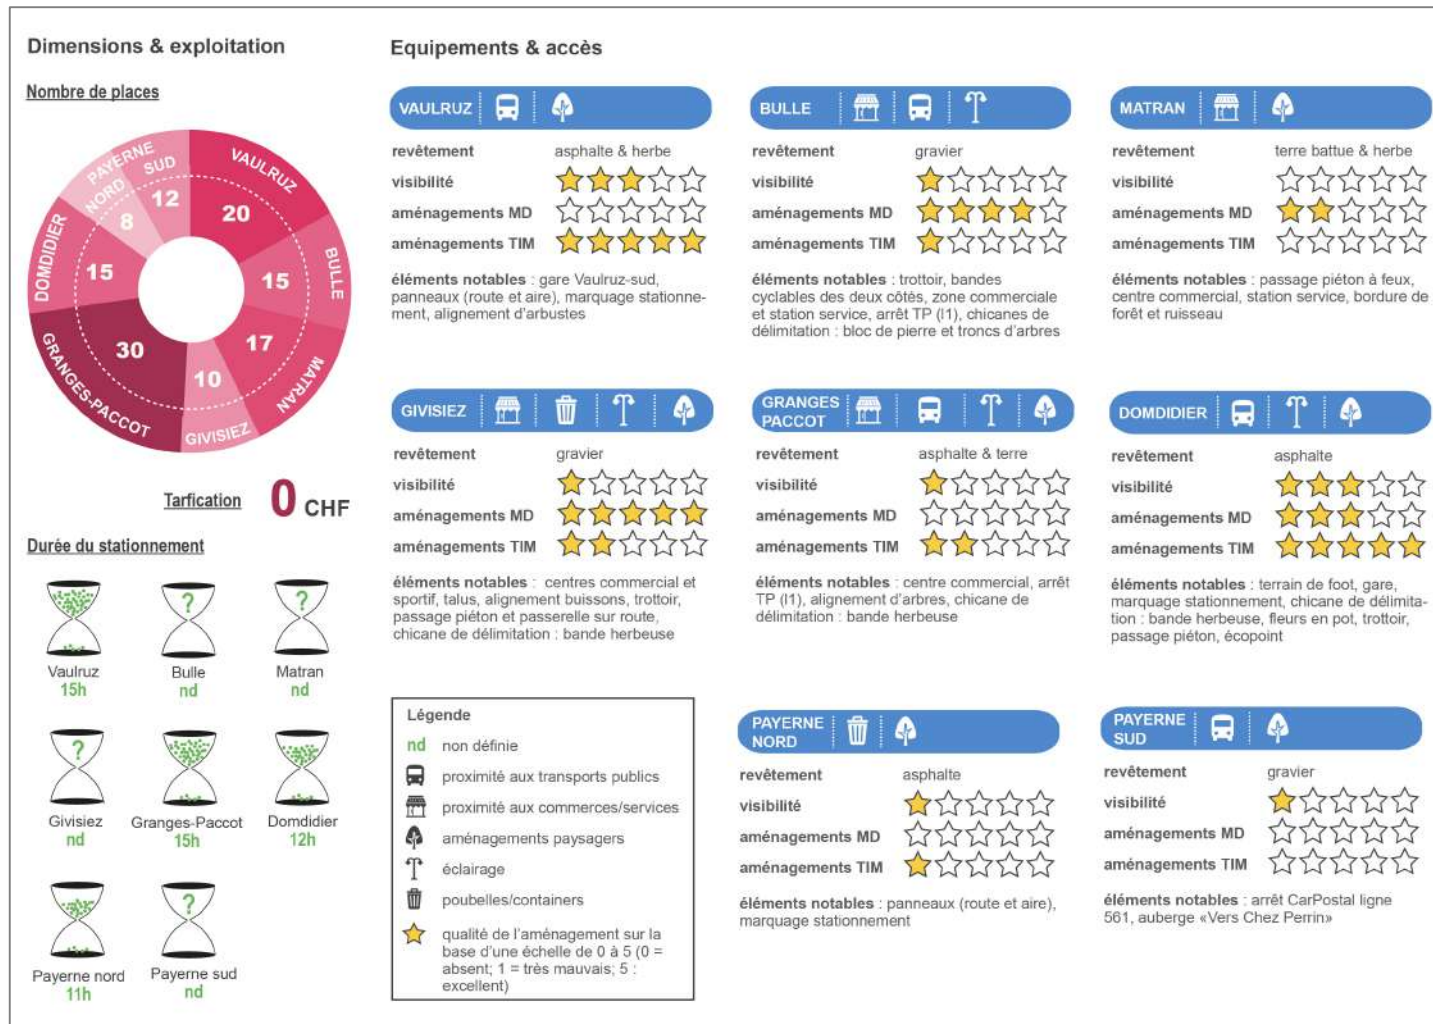 Dimensions & exploitation
Nombre de places
PAYERNE
NORD
8
SUD
12
VAULRUZ
20
BULLE
15
MATRAN
17
GIVISIEZ
10
GRANGES-PACCOT
30
DOMDIDIER
15
Tarfication 0 CHF
Durée du stationnement
?
?
Vaulruz
Bulle
Matran
15h
nd
nd
?
Givisiez
Granges-Paccot
Domdidier
nd
15h
12h
?
Payerne nord
Payerne sud
11h
nd
Equipements & accès
VAULRUZ
revêtement asphalte & herbe
visibilité
aménagements MD
aménagements TIM
éléments notables : gare Vaulruz-sud,
panneaux (route et aire), marquage stationne-
ment, alignement d'arbustes
BULLE
revêtement gravier
visibilité
aménagements MD
aménagements TIM
éléments notables : trottoir, bandes
cyclables des deux côtés, zone commerciale
et station service, arrêt TP (l1), chicanes de
délimitation : bloc de pierre et troncs d'arbres
MATRAN
revêtement terre battue & herbe
visibilité
aménagements MD
aménagements TIM
éléments notables : passage piéton à feux,
centre commercial, station service, bordure de
forêt et ruisseau
GIVISIEZ
revêtement gravier
visibilité
aménagements MD
aménagements TIM
éléments notables : centres commercial et
sportif, talus, alignement buissons, trottoir,
passage piéton et passerelle sur route,
chicane de délimitation : bande herbeuse
GRANGES
PACCOT
revêtement asphalte & terre
visibilité
aménagements MD
aménagements TIM
éléments notables : centre commercial, arrêt
TP (l1), alignement d'arbres, chicane de
délimitation : bande herbeuse
DOMDIDIER
revêtement asphalte
visibilité
aménagements MD
aménagements TIM
éléments notables : terrain de foot, gare,
marquage stationnement, chicane de délimita-
tion : bande herbeuse, fleurs en pot, trottoir,
passage piéton, écopoint
Légende
nd non définie
proximité aux transports publics
proximité aux commerces/services
aménagements paysagers
éclairage
poubelles/containers
qualité de l'aménagement sur la
base d'une échelle de 0 à 5 (0 =
absent; 1 = très mauvais; 5 :
excellent)
PAYERNE
NORD
revêtement asphalte
visibilité
aménagements MD
aménagements TIM
éléments notables : panneaux (route et aire),
marquage stationnement
PAYERNE
SUD
revêtement gravier
visibilité
aménagements MD
aménagements TIM
éléments notables : arrêt CarPostal ligne
561, auberge «Vers Chez Perrin»